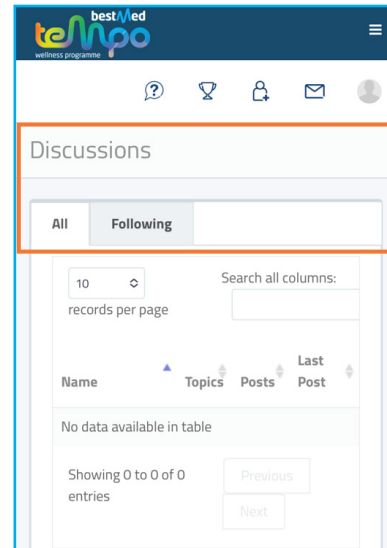 bestMed
tempo
wellness programme
Discussions
All Following
10 Search all columns:
records per page
Name Topics Posts Last Post
No data available in table
Showing 0 to 0 of 0 entries
Previous
Next